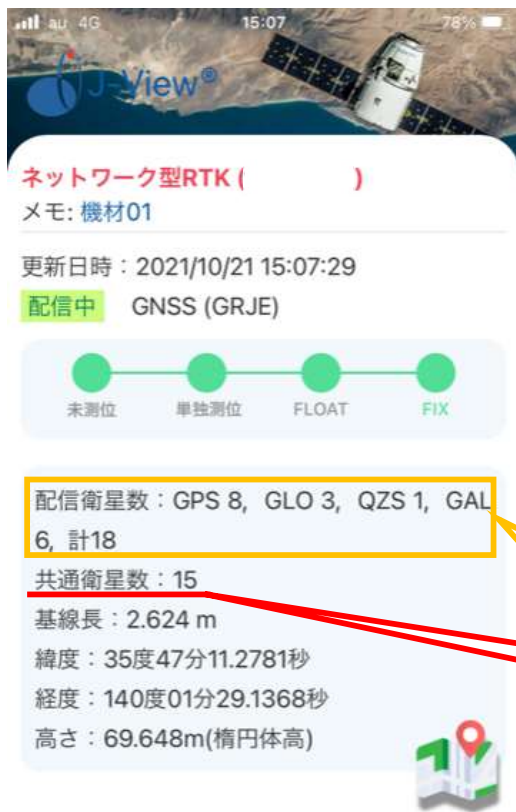 au 4G 15:07 78%
J-View®
ネットワーク型RTK ( )
メモ: 機材01
更新日時：2021/10/21 15:07:29
配信中 GNSS (GRJE)
未測位 単独測位 FLOAT FIX
配信衛星数：GPS 8, GLO 3, QZS 1, GAL
6, 計18
共通衛星数：15
基線長：2.624 m
緯度：35度47分11.2781秒
経度：140度01分29.1368秒
高さ：69.648m(楕円体高)